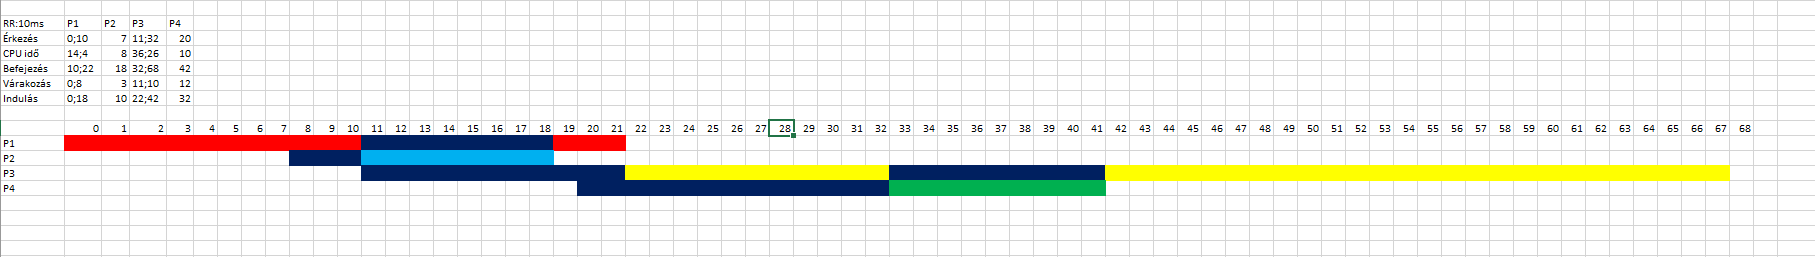 RR:10ms P1 P2 P3 P4
Érkezés 0;10 7 11;32 20
CPU idő 14;4 8 36;26 10
Befejezés 10;22 18 32;68 42
Várakozás 0;8 3 11;10 12
Indulás 0;18 10 22;42 32
0 1 2 3 4 5 6 7 8 9 10 11 12 13 14 15 16 17 18 19 20 21 22 23 24 25 26 27 28 29 30 31 32 33 34 35 36 37 38 39 40 41 42 43 44 45 46 47 48 49 50 51 52 53 54 55 56 57 58 59 60 61 62 63 64 65 66 67 68
P1
P2
P3
P4